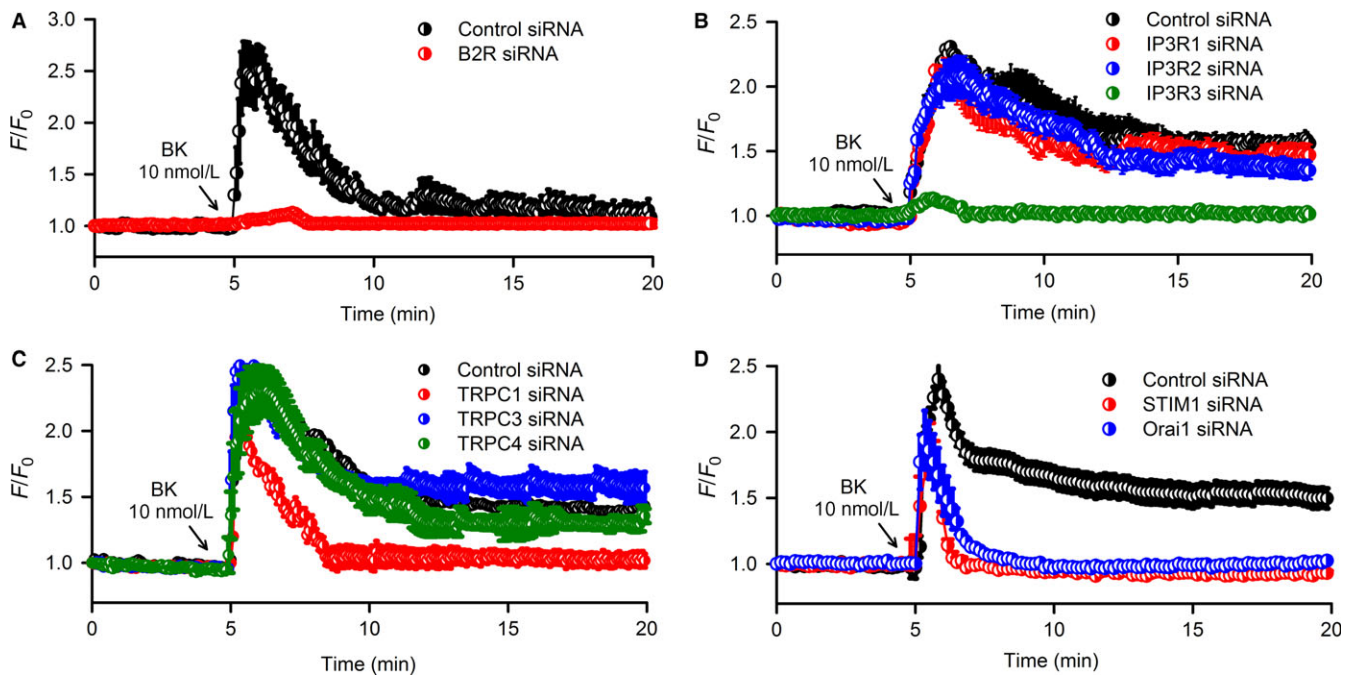 A
3.0
2.5
2.0
1.5
1.0
F/F0
Control siRNA
B2R siRNA
BK
10 nmol/L
0
5
10
15
20
Time (min)
B
2.5
2.0
1.5
1.0
F/F0
Control siRNA
IP3R1 siRNA
IP3R2 siRNA
IP3R3 siRNA
BK
10 nmol/L
0
5
10
15
20
Time (min)
C
2.5
2.0
1.5
1.0
F/F0
Control siRNA
TRPC1 siRNA
TRPC3 siRNA
TRPC4 siRNA
BK
10 nmol/L
0
5
10
15
20
Time (min)
D
2.5
2.0
1.5
1.0
F/F0
Control siRNA
STIM1 siRNA
Orai1 siRNA
BK
10 nmol/L
0
5
10
15
20
Time (min)